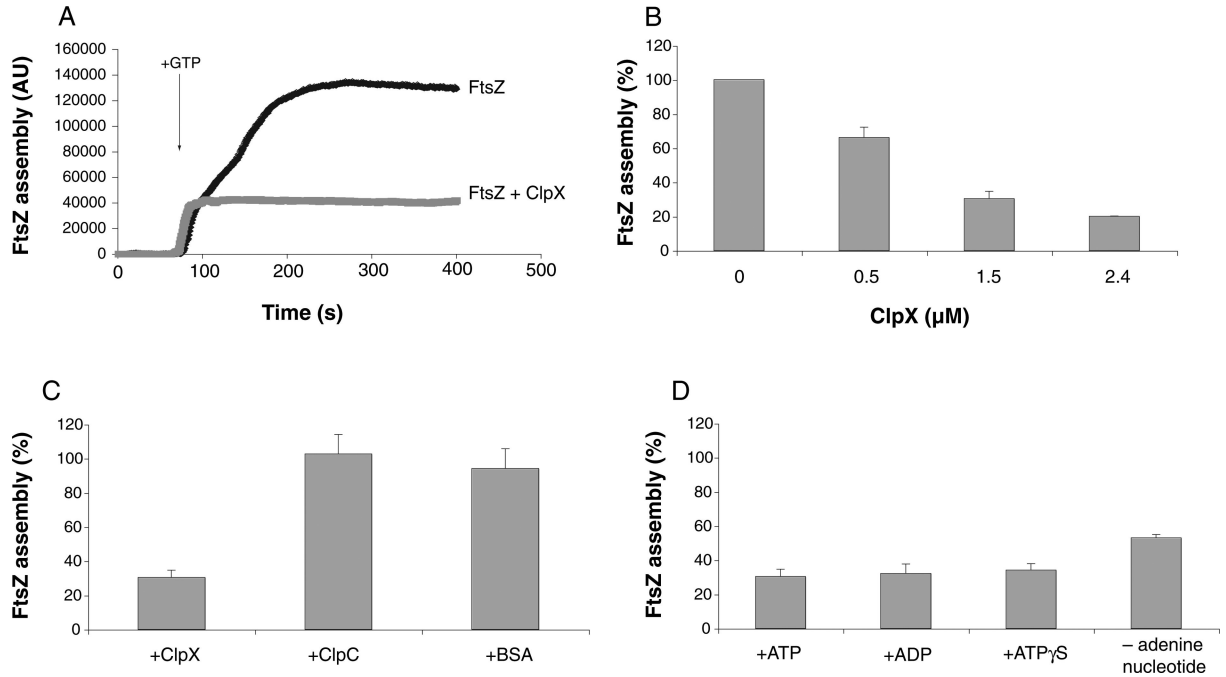 A
FtsZ assembly (AU)
160000
140000
120000
100000
80000
60000
40000
20000
0
+GTP
FtsZ
FtsZ + ClpX
0 100 200 300 400 500
Time (s)
B
FtsZ assembly (%)
120
100
80
60
40
20
0
0 0.5 1.5 2.4
ClpX (µM)
C
FtsZ assembly (%)
120
100
80
60
40
20
0
+ClpX +ClpC +BSA
D
FtsZ assembly (%)
120
100
80
60
40
20
0
+ATP +ADP +ATPγS – adenine
nucleotide